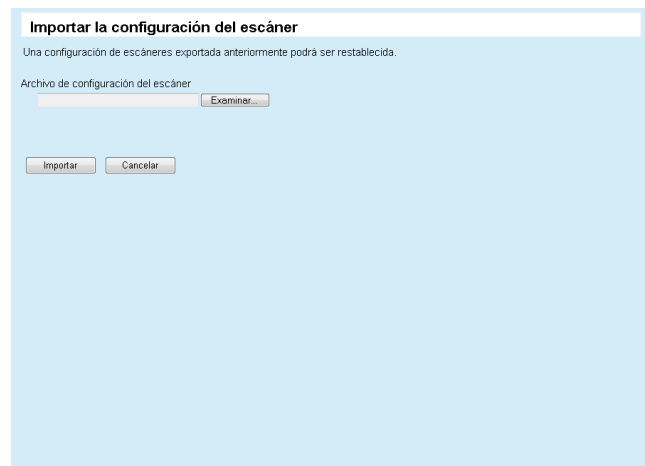 Importar la configuración del escáner
Una configuración de escáneres exportada anteriormente podrá ser restablecida.
Archivo de configuración del escáner
Examinar...
Importar Cancelar